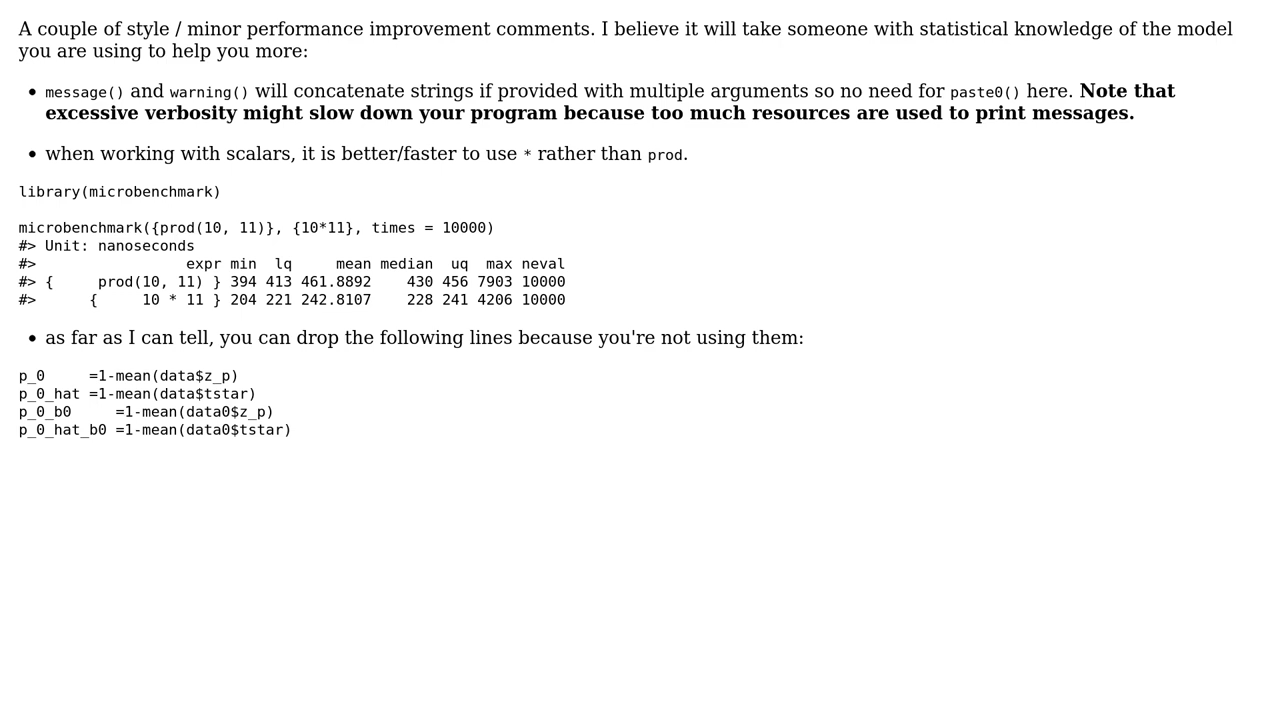 A couple of style / minor performance improvement comments. I believe it will take someone with statistical knowledge of the model
you are using to help you more:
• message() and warning() will concatenate strings if provided with multiple arguments so no need for paste0() here. Note that
excessive verbosity might slow down your program because too much resources are used to print messages.
• when working with scalars, it is better/faster to use * rather than prod.
library(microbenchmark)
microbenchmark({prod(10, 11)}, {10*11}, times = 10000)
#> Unit: nanoseconds
#>                 expr min  lq     mean median  uq  max neval
#> {     prod(10, 11) } 394 413 461.8892    430 456 7903 10000
#>      {     10 * 11 } 204 221 242.8107    228 241 4206 10000
• as far as I can tell, you can drop the following lines because you're not using them:
p_0     =1-mean(data$z_p)
p_0_hat =1-mean(data$tstar)
p_0_b0     =1-mean(data0$z_p)
p_0_hat_b0 =1-mean(data0$tstar)